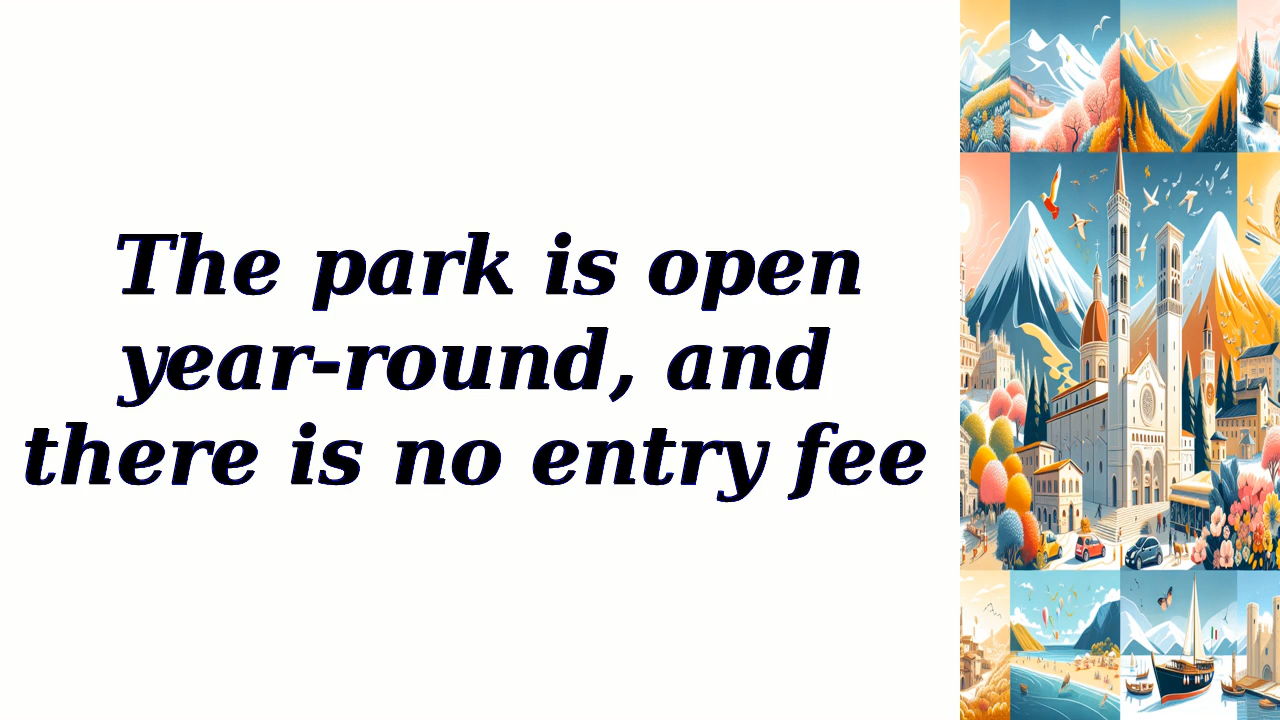 The park is open
year-round, and
there is no entry fee